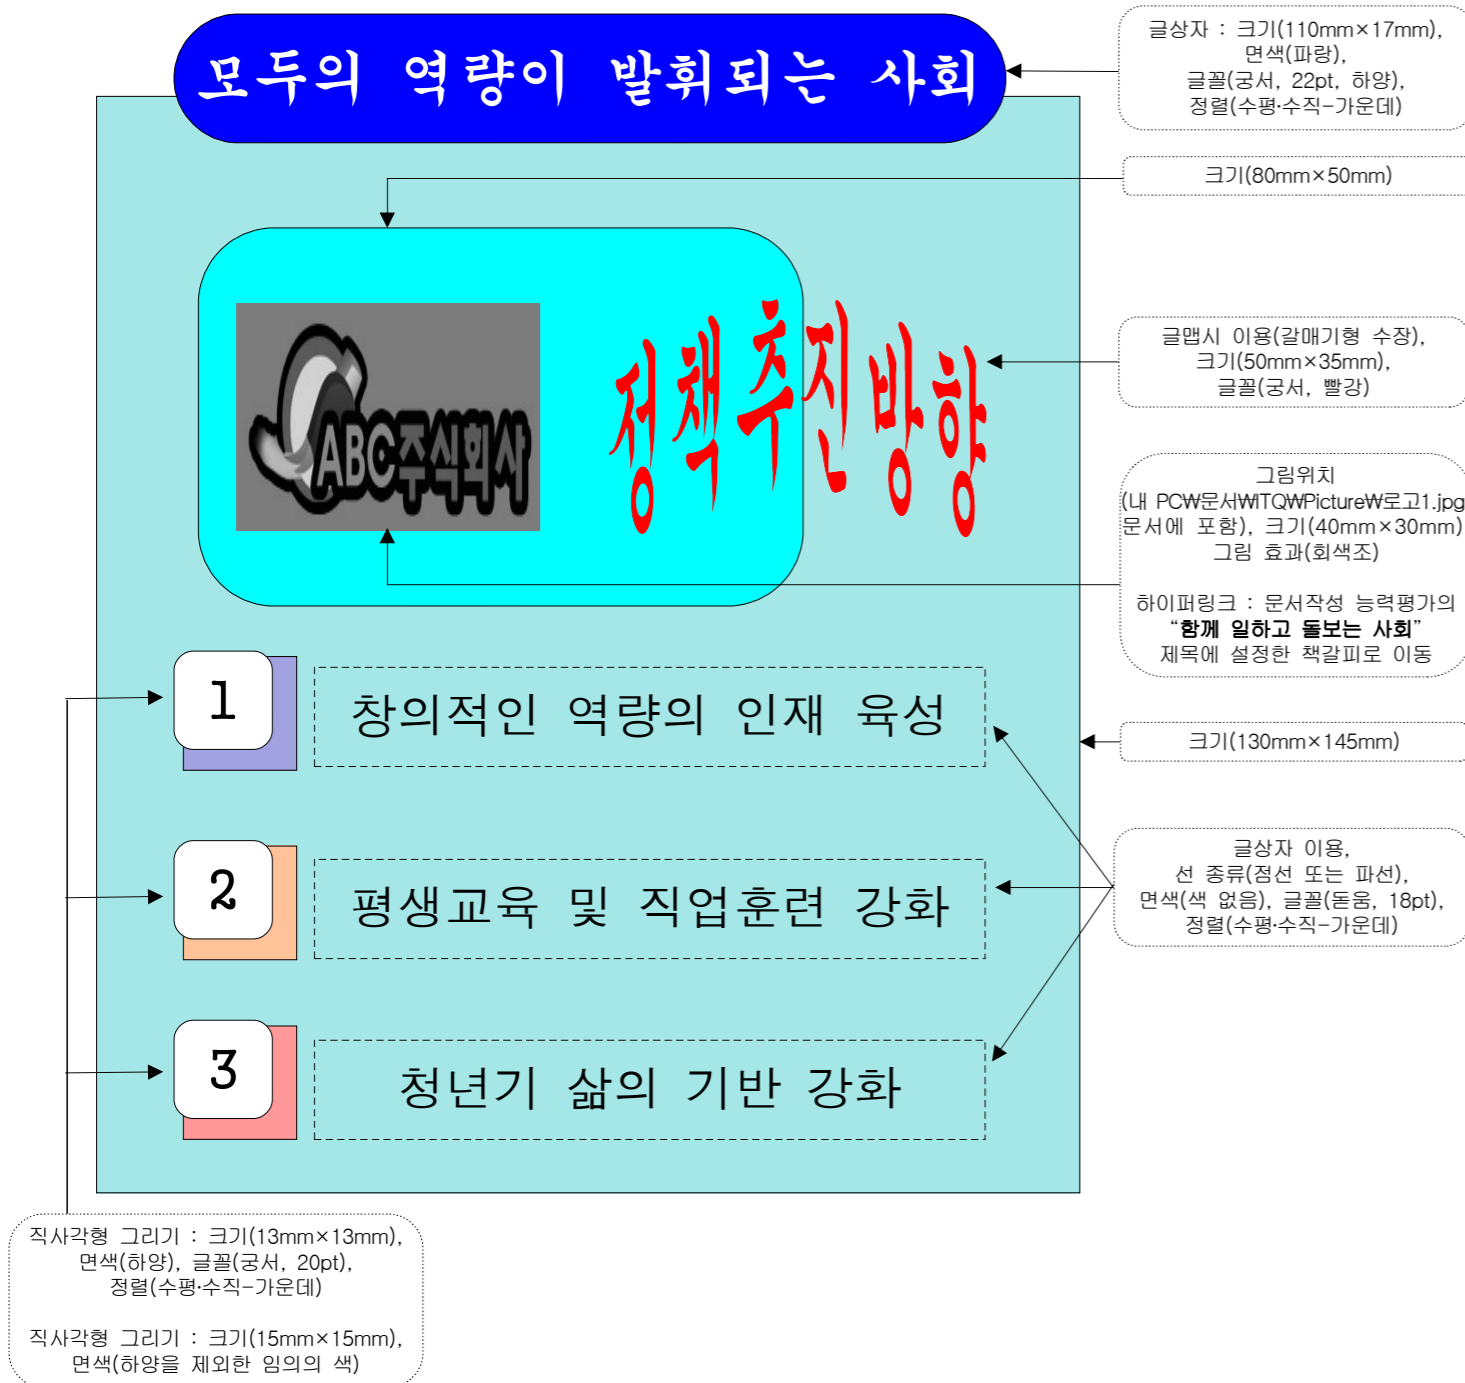 모두의 역량이 발휘되는 사회
글상자 : 크기(110mm×17mm),
면색(파랑),
글꼴(궁서, 22pt, 하양),
정렬(수평·수직-가운데)
크기(80mm×50mm)
ABC주식회사
정책추진방향
글맵시 이용(갈매기형 수장),
크기(50mm×35mm),
글꼴(궁서, 빨강)
그림위치
(내 PC₩문서₩ITQ₩Picture₩로고1.jpg
문서에 포함), 크기(40mm×30mm)
그림 효과(회색조)
하이퍼링크 : 문서작성 능력평가의
“함께 일하고 돌보는 사회”
제목에 설정한 책갈피로 이동
1
창의적인 역량의 인재 육성
크기(130mm×145mm)
2
평생교육 및 직업훈련 강화
글상자 이용,
선 종류(점선 또는 파선),
면색(색 없음), 글꼴(돋움, 18pt),
정렬(수평·수직-가운데)
3
청년기 삶의 기반 강화
직사각형 그리기 : 크기(13mm×13mm),
면색(하양), 글꼴(궁서, 20pt),
정렬(수평·수직-가운데)
직사각형 그리기 : 크기(15mm×15mm),
면색(하양을 제외한 임의의 색)